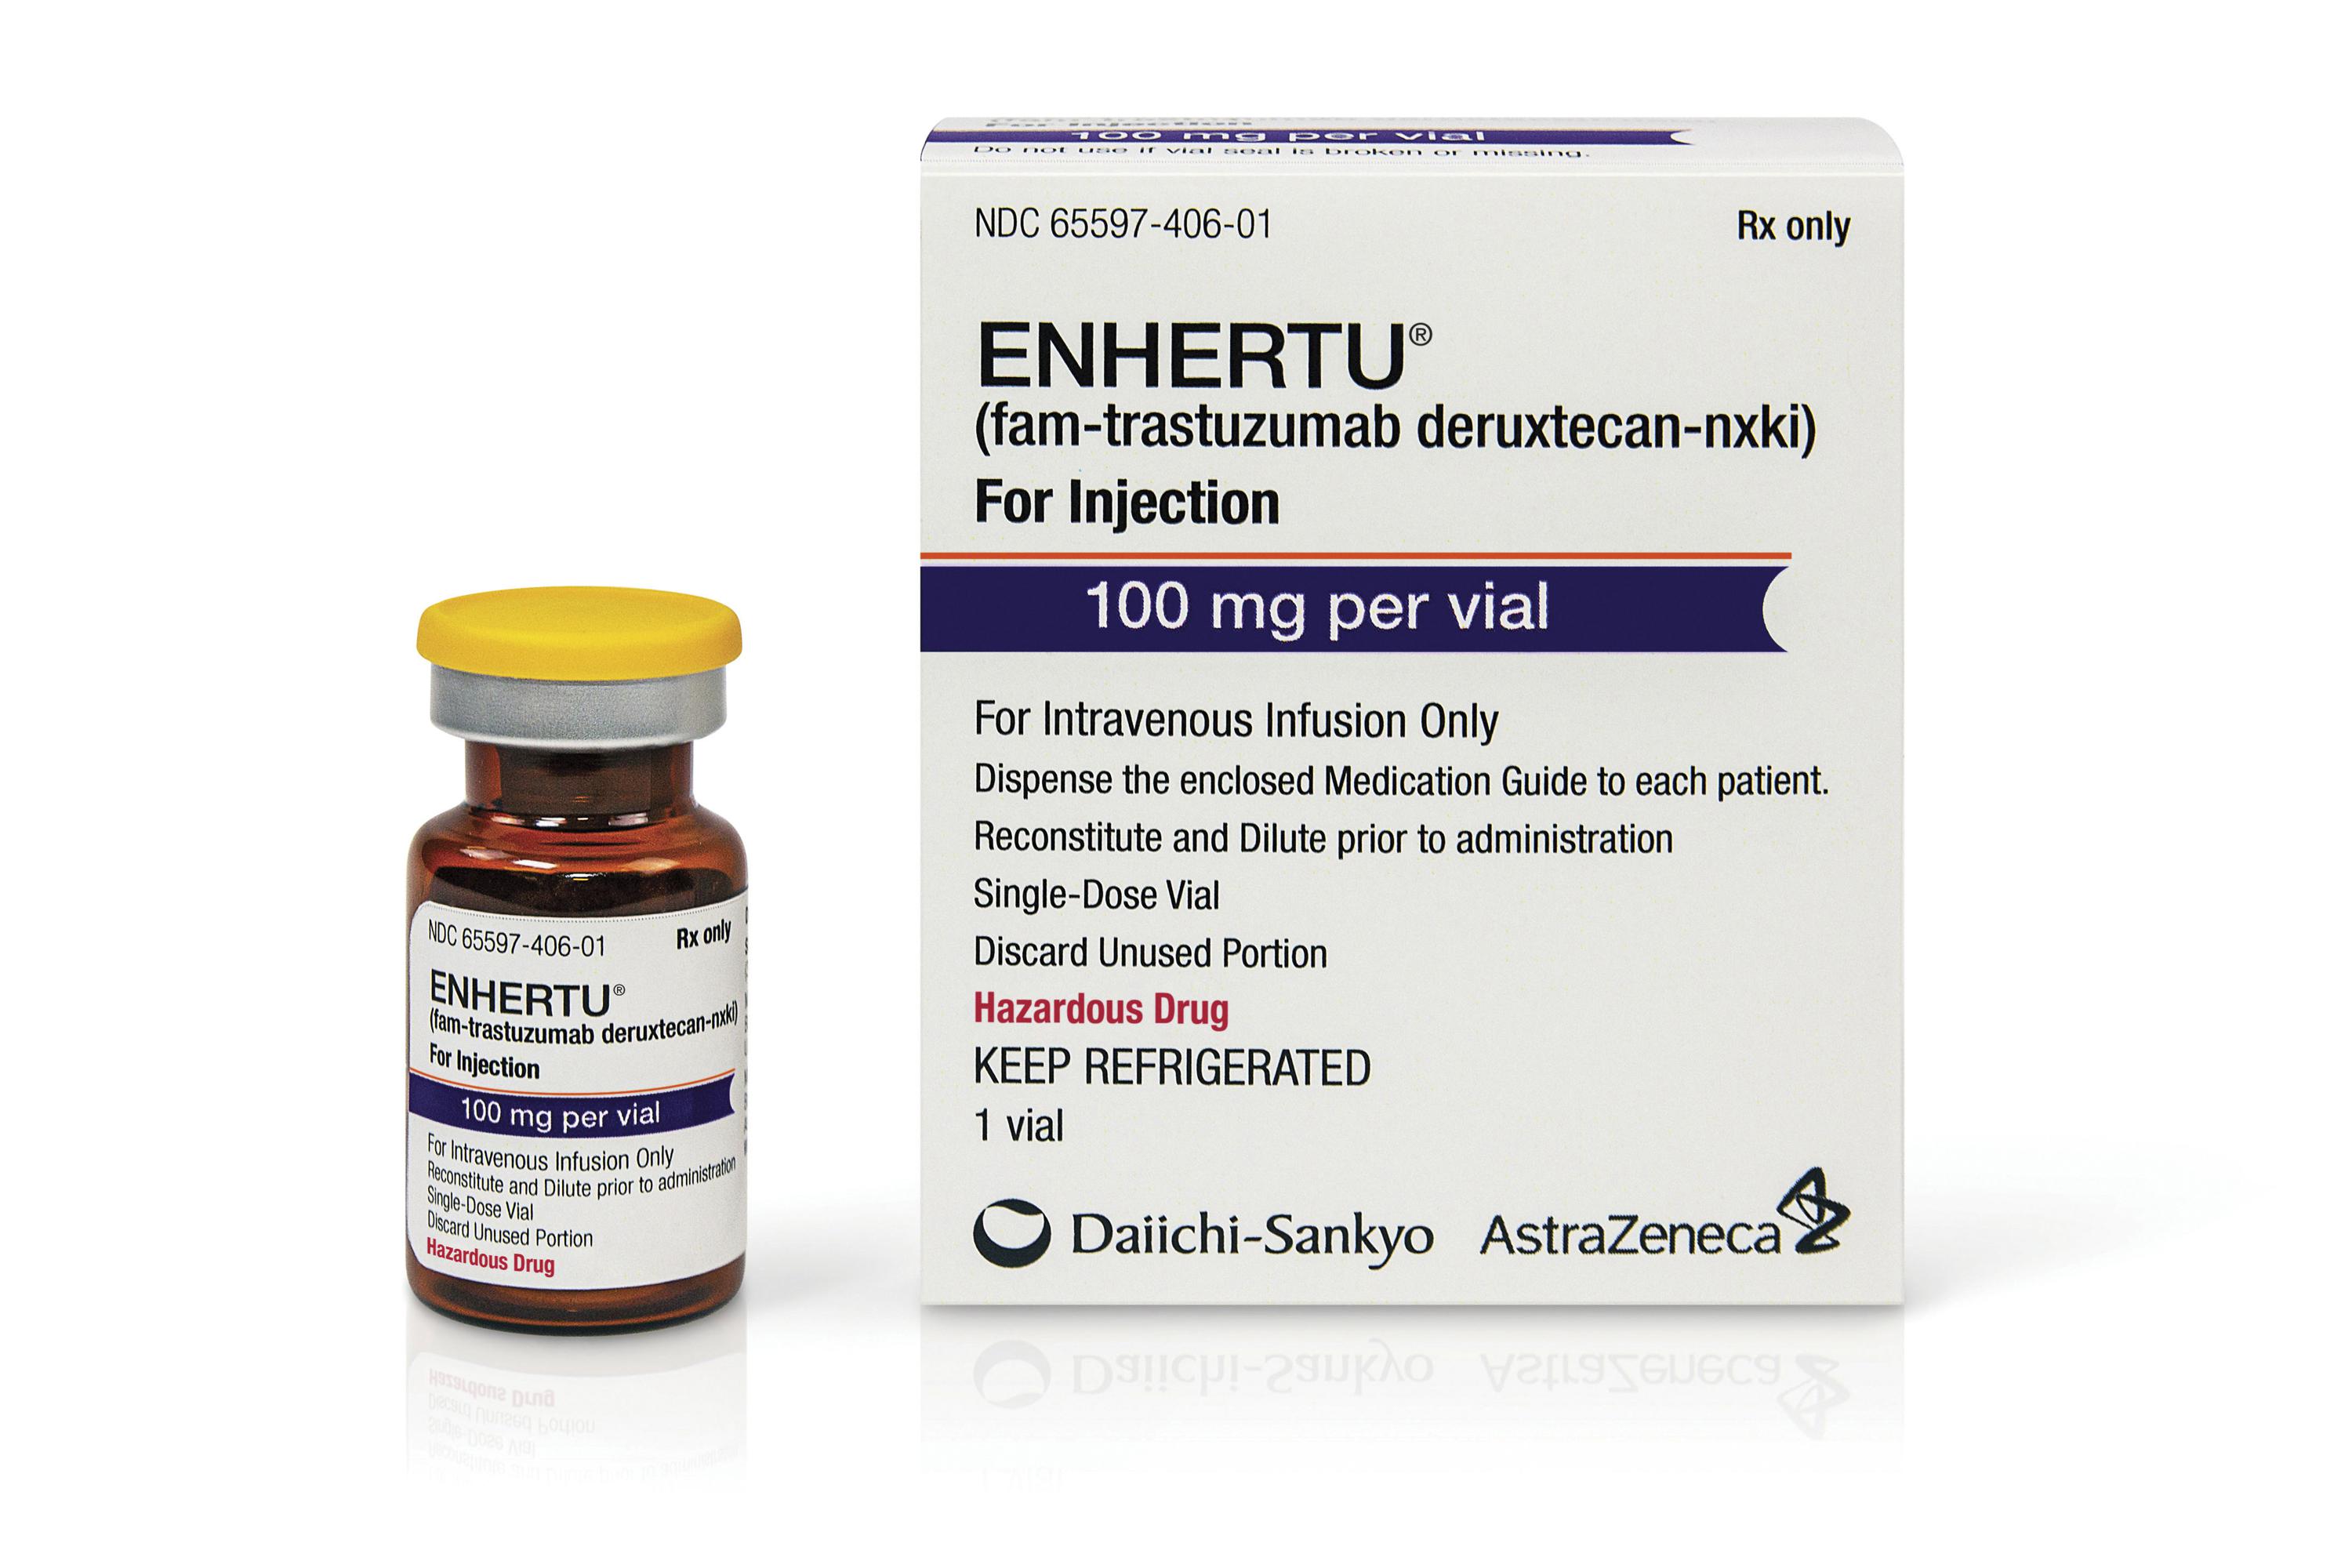 100 mg per vial
Do not use if vial seal is broken or missing.
NDC 65597-406-01
Rx only
ENHERTU®
(fam-trastuzumab deruxtecan-nxki)
For Injection
100 mg per vial
For Intravenous Infusion Only
Dispense the enclosed Medication Guide to each patient.
Reconstitute and Dilute prior to administration
Single-Dose Vial
Discard Unused Portion
Hazardous Drug
KEEP REFRIGERATED
1 vial
Daiichi-Sankyo
AstraZeneca
NDC 65597-406-01
Rx only
ENHERTU®
(fam-trastuzumab deruxtecan-nxki)
For Injection
100 mg per vial
For Intravenous Infusion Only
Reconstitute and Dilute prior to administration
Single-Dose Vial
Discard Unused Portion
Hazardous Drug